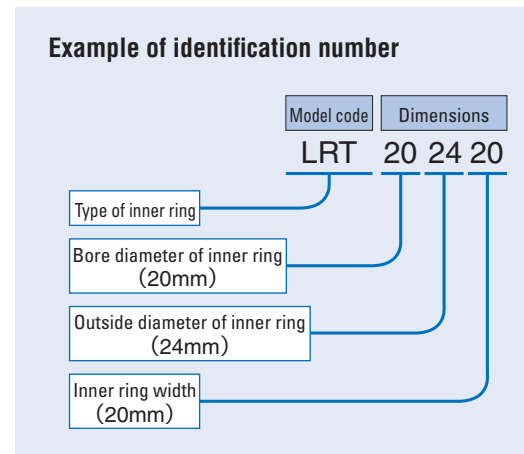 Example of identification number
Model code Dimensions
LRT 20 24 20
Type of inner ring
Bore diameter of inner ring
（20mm）
Outside diameter of inner ring
（24mm）
Inner ring width
（20mm）